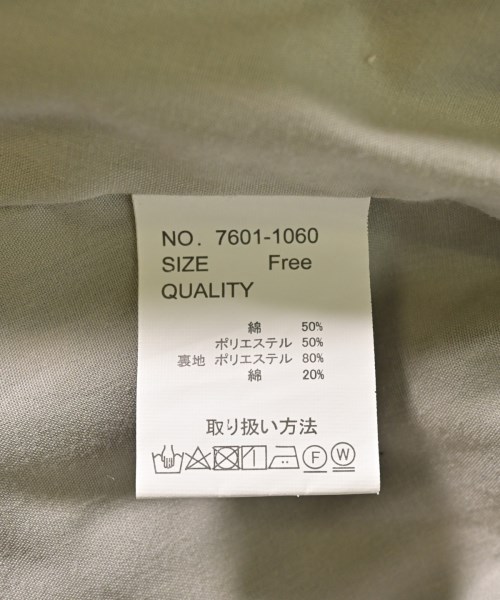 NO. 7601-1060
SIZE Free
QUALITY
綿 50%
ポリエステル 50%
裏地 ポリエステル 80%
綿 20%
取り扱い方法
F W